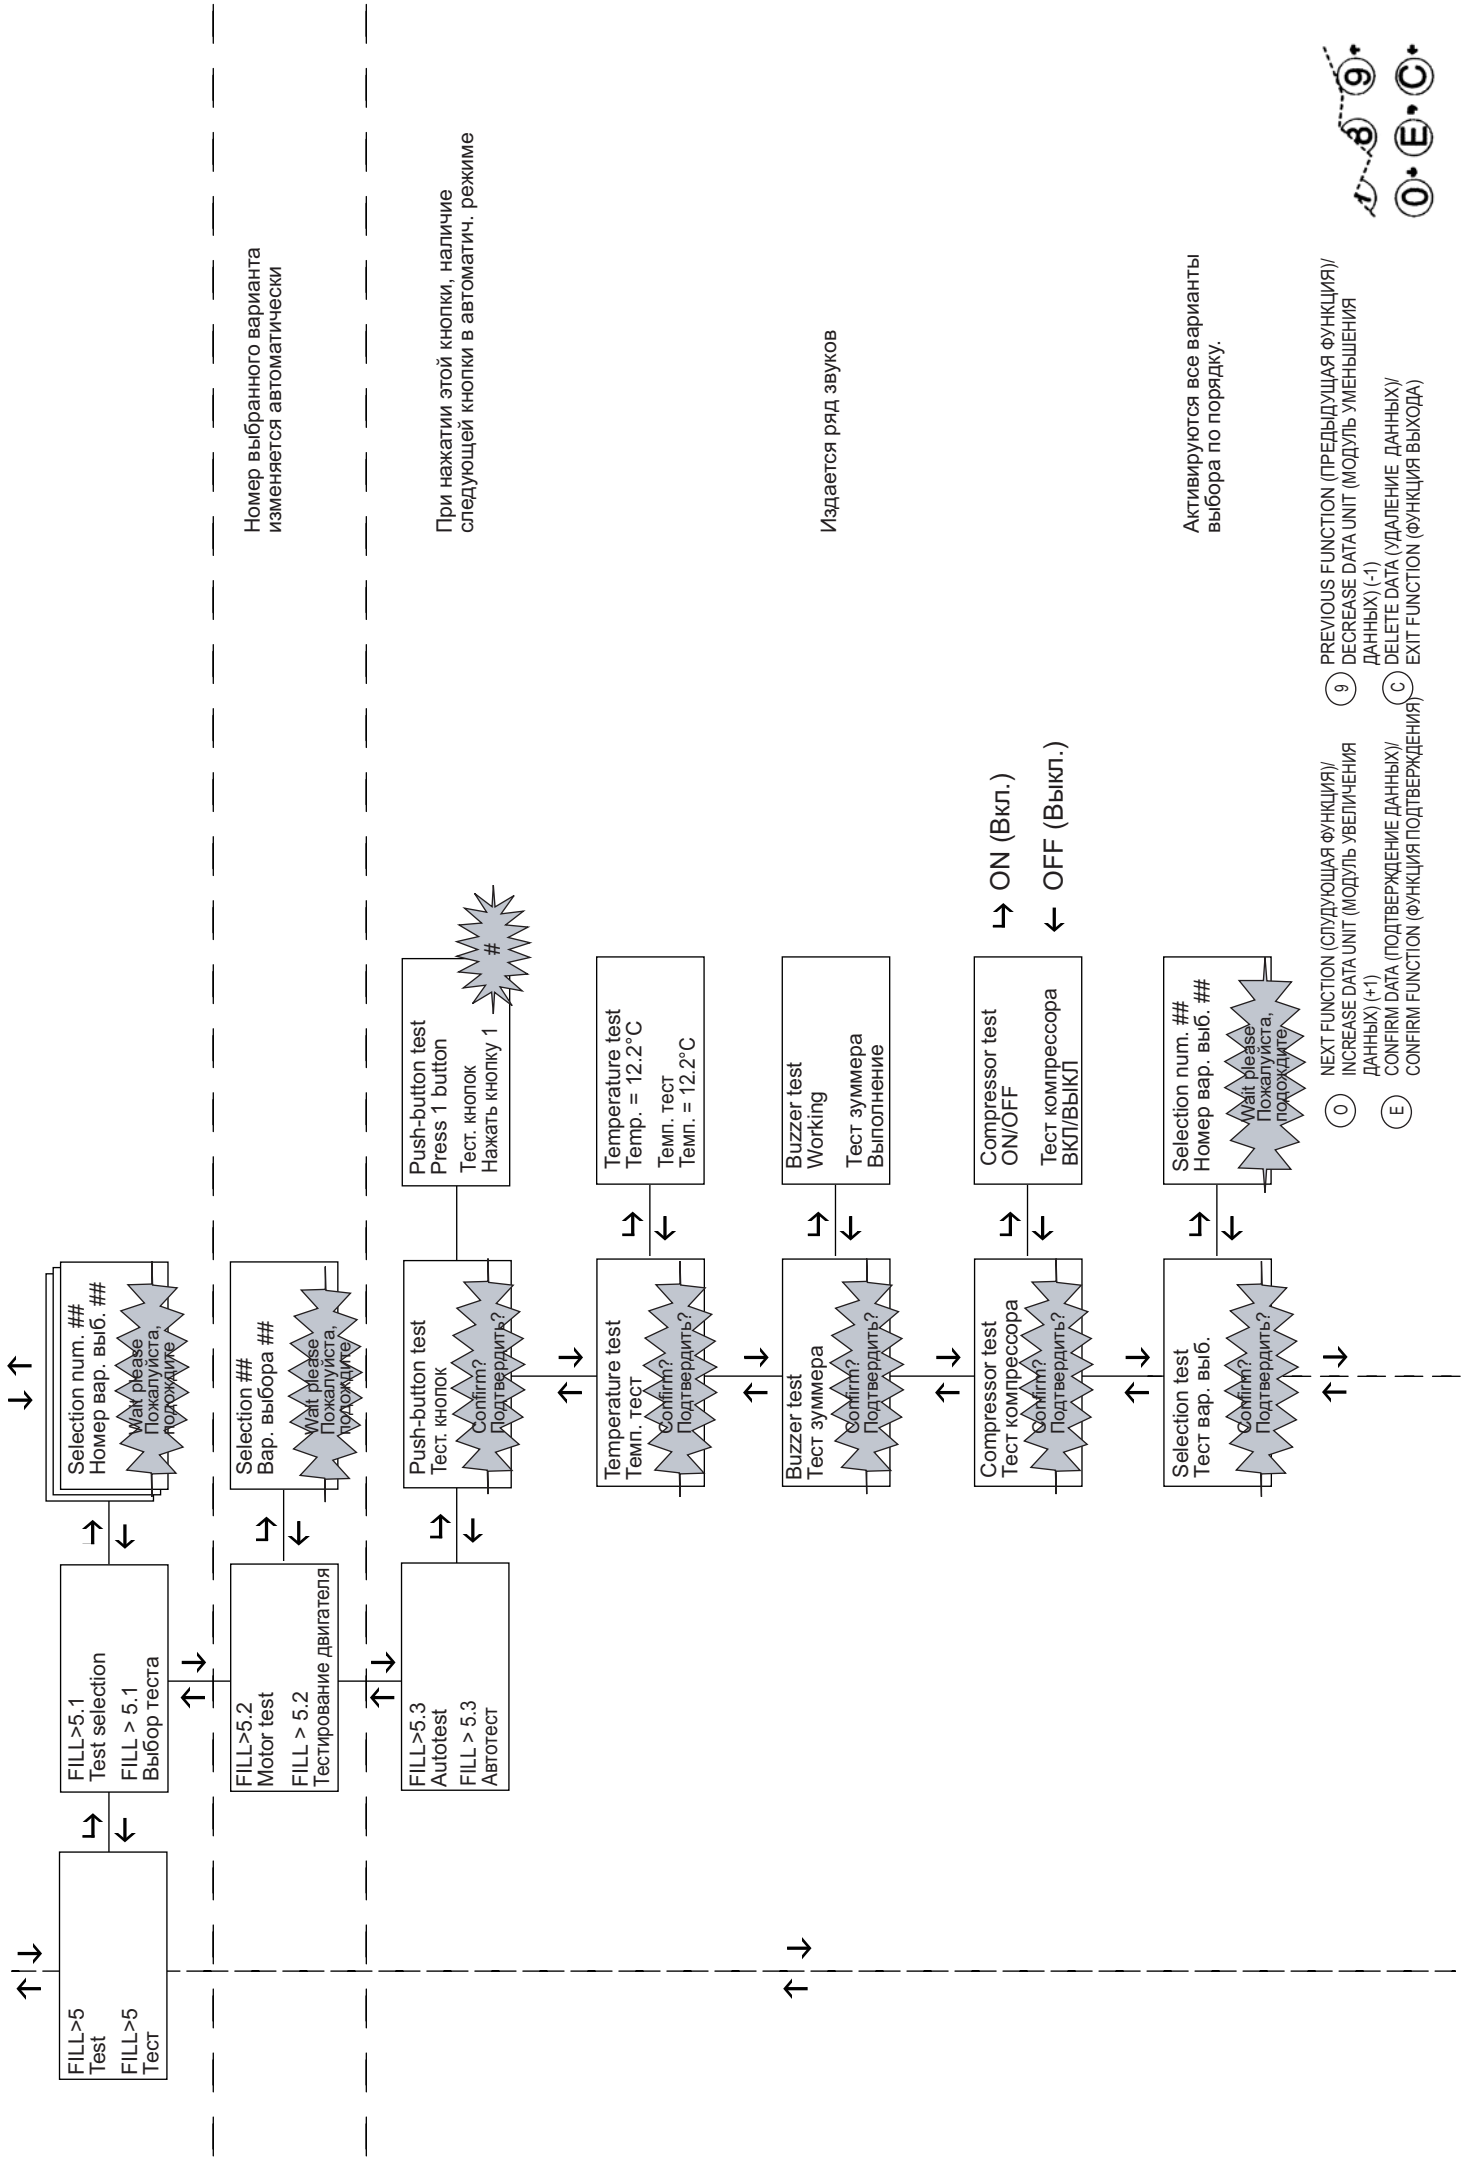 FILL>5
Test
FILL>5
Тест
FILL>5.1
Test selection
FILL > 5.1
Выбор теста
Selection num. ##
Номер вар. выб. ##
Wait please
Пожалуйста,
подождите
FILL>5.2
Motor test
FILL > 5.2
Тестирование двигателя
Selection ##
Вар. выбора ##
Wait please
Пожалуйста,
подождите
Номер выбранного варианта
изменяется автоматически
FILL>5.3
Autotest
FILL > 5.3
Автотест
Push-button test
Тест. кнопок
Confirm?
Подтвердить?
Push-button test
Press 1 button
Тест. кнопок
Нажать кнопку 1
#
При нажатии этой кнопки, наличие
следующей кнопки в автоматич. режиме
Temperature test
Темп. тест
Confirm?
Подтвердить?
Temperature test
Temp. = 12.2°C
Темп. тест
Темп. = 12.2°C
Buzzer test
Тест зуммера
Confirm?
Подтвердить?
Buzzer test
Working
Тест зуммера
Выполнение
Издается ряд звуков
Compressor test
Тест компрессора
Confirm?
Подтвердить?
Compressor test
ON/OFF
Тест компрессора
ВКЛ/ВЫКЛ
ON (Вкл.)
OFF (Выкл.)
Selection test
Тест вар. выб.
Confirm?
Подтвердить?
Selection num. ##
Номер вар. выб. ##
Wait please
Пожалуйста,
подождите
Активируются все варианты
выбора по порядку.
0
NEXT FUNCTION (СЛУДУЮЩАЯ ФУНКЦИЯ)/
INCREASE DATA UNIT (МОДУЛЬ УВЕЛИЧЕНИЯ
ДАННЫХ) (+1)
E
CONFIRM DATA (ПОДТВЕРЖДЕНИЕ ДАННЫХ)/
CONFIRM FUNCTION (ФУНКЦИЯ ПОДТВЕРЖДЕНИЯ)
9
PREVIOUS FUNCTION (ПРЕДЫДУЩАЯ ФУНКЦИЯ)/
DECREASE DATA UNIT (МОДУЛЬ УМЕНЬШЕНИЯ
ДАННЫХ) (-1)
C
DELETE DATA (УДАЛЕНИЕ ДАННЫХ)/
EXIT FUNCTION (ФУНКЦИЯ ВЫХОДА)
1 8 9
0 E C